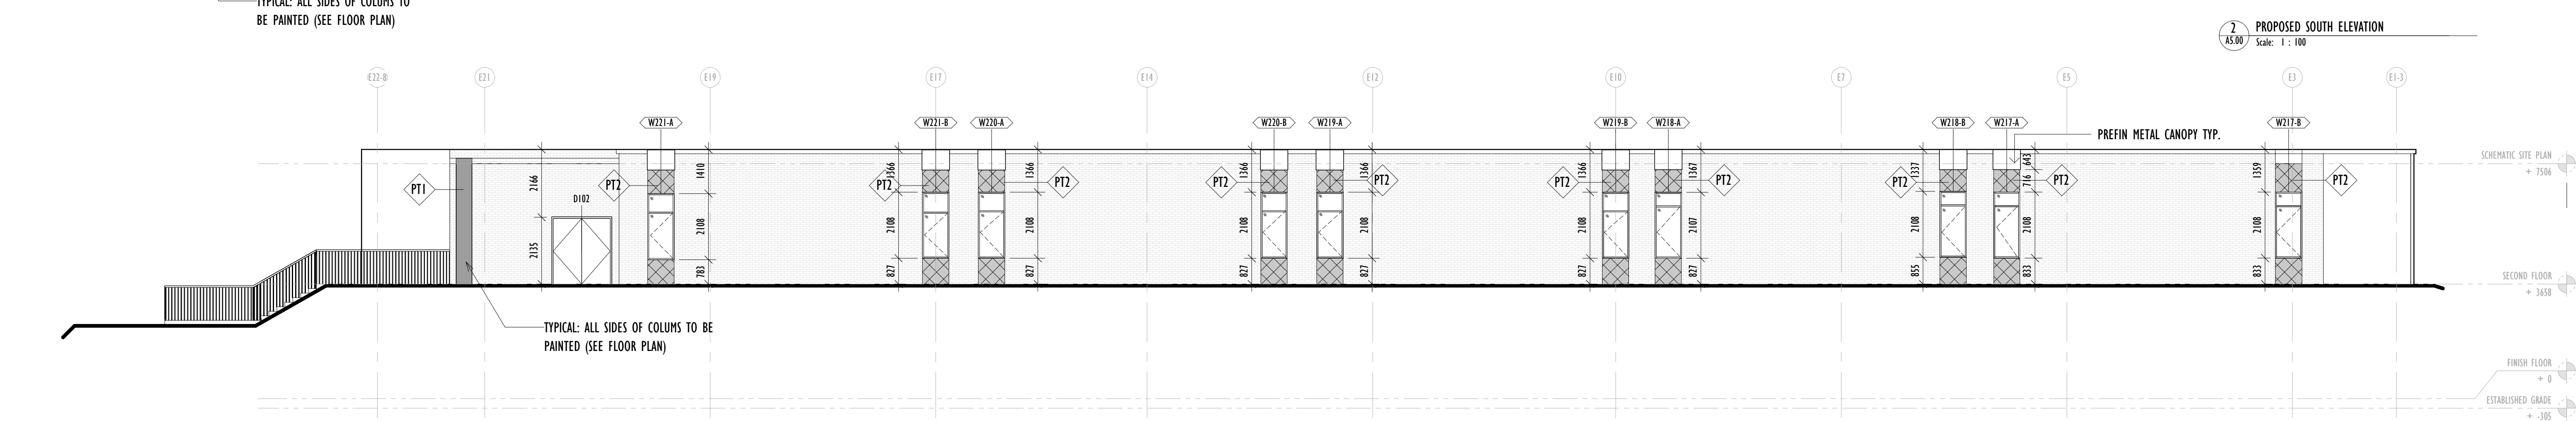 TYPICAL: ALL SIDES OF COLUMS TO
BE PAINTED (SEE FLOOR PLAN)
2
A5.00
PROPOSED SOUTH ELEVATION
Scale: 1 : 100
E22-8
E21
E19
E17
E14
E12
E10
E7
E5
E3
E1-3
W221-A
W221-B
W220-A
W220-B
W219-A
W219-B
W218-A
W218-B
W217-A
W217-B
PREFIN METAL CANOPY TYP.
SCHEMATIC SITE PLAN
+ 7506
PT1
2166
2135
D102
PT2
1410
2108
783
PT2
1366
2108
827
1366
2108
827
PT2
PT2
1366
2108
827
1366
2108
827
PT2
PT2
1366
2108
827
1367
2107
827
PT2
PT2
1337
2108
855
643
716
2108
833
PT2
1359
2108
833
PT2
SECOND FLOOR
+ 3658
TYPICAL: ALL SIDES OF COLUMS TO BE
PAINTED (SEE FLOOR PLAN)
FINISH FLOOR
+ 0
ESTABLISHED GRADE
+ -305